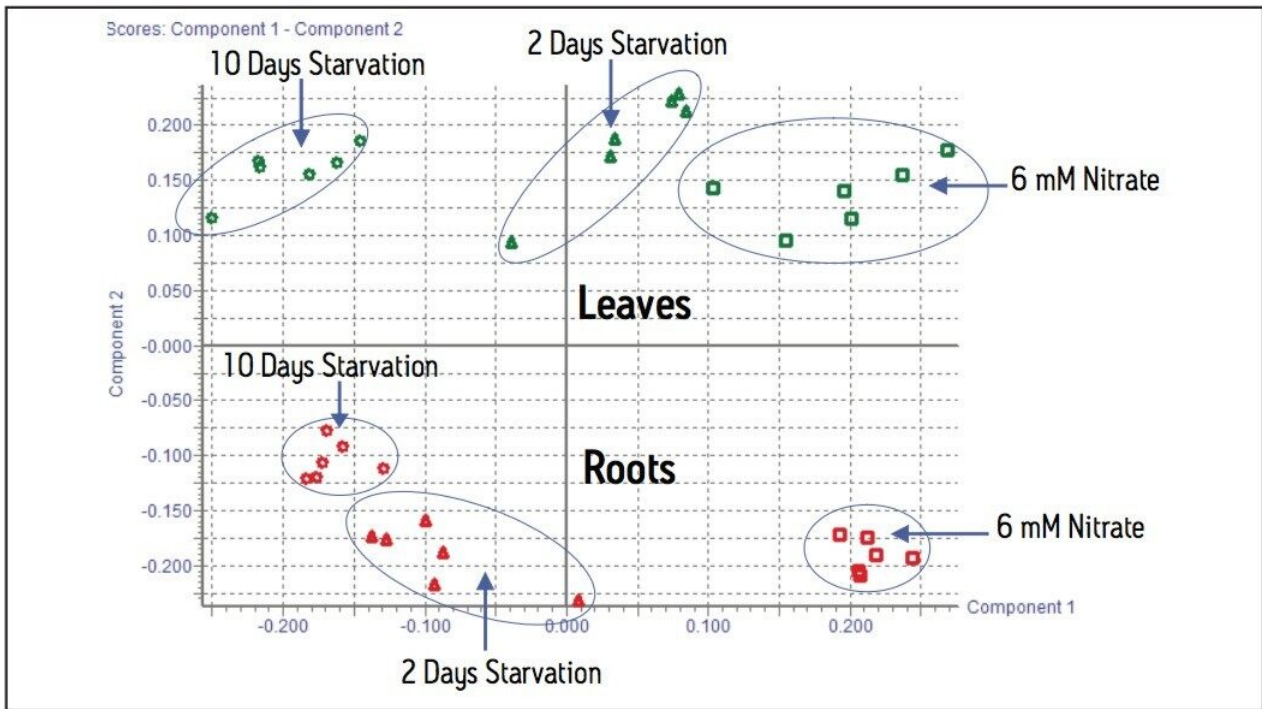 Scores: Component 1 - Component 2
2 Days Starvation
10 Days Starvation
0.200
0.150
6 mM Nitrate
0.100
0.050
Leaves
-0.000
Component 2
10 Days Starvation
-0.050
-0.100
Roots
-0.150
6 mM Nitrate
-0.200
Component 1
-0.200
-0.100
0.000
0.100
0.200
2 Days Starvation